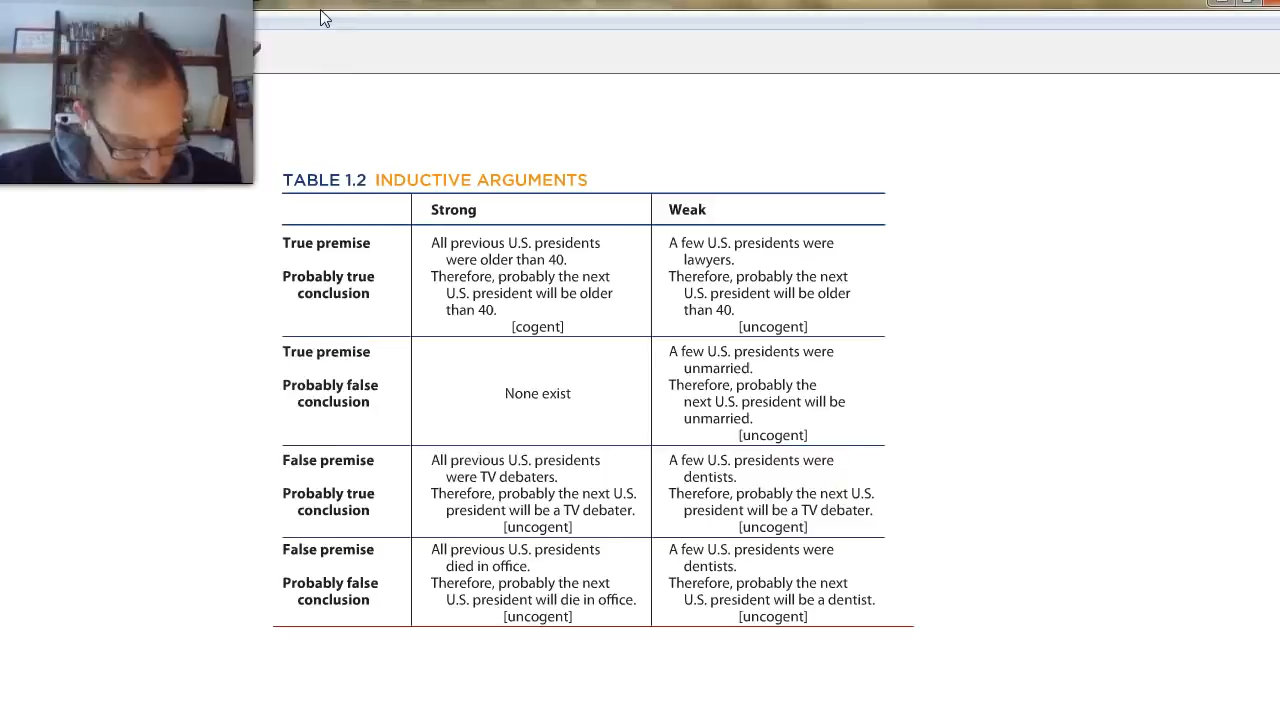 TABLE 1.2 INDUCTIVE ARGUMENTS
Strong
Weak
True premise
Probably true
conclusion
All previous U.S. presidents
were older than 40.
Therefore, probably the next
U.S. president will be older
than 40.
[cogent]
A few U.S. presidents were
lawyers.
Therefore, probably the next
U.S. president will be older
than 40.
[uncogent]
True premise
Probably false
conclusion
None exist
A few U.S. presidents were
unmarried.
Therefore, probably the
next U.S. president will be
unmarried.
[uncogent]
False premise
Probably true
conclusion
All previous U.S. presidents
were TV debaters.
Therefore, probably the next U.S.
president will be a TV debater.
[uncogent]
A few U.S. presidents were
dentists.
Therefore, probably the next U.S.
president will be a TV debater.
[uncogent]
False premise
Probably false
conclusion
All previous U.S. presidents
died in office.
Therefore, probably the next
U.S. president will die in office.
[uncogent]
A few U.S. presidents were
dentists.
Therefore, probably the next
U.S. president will be a dentist.
[uncogent]